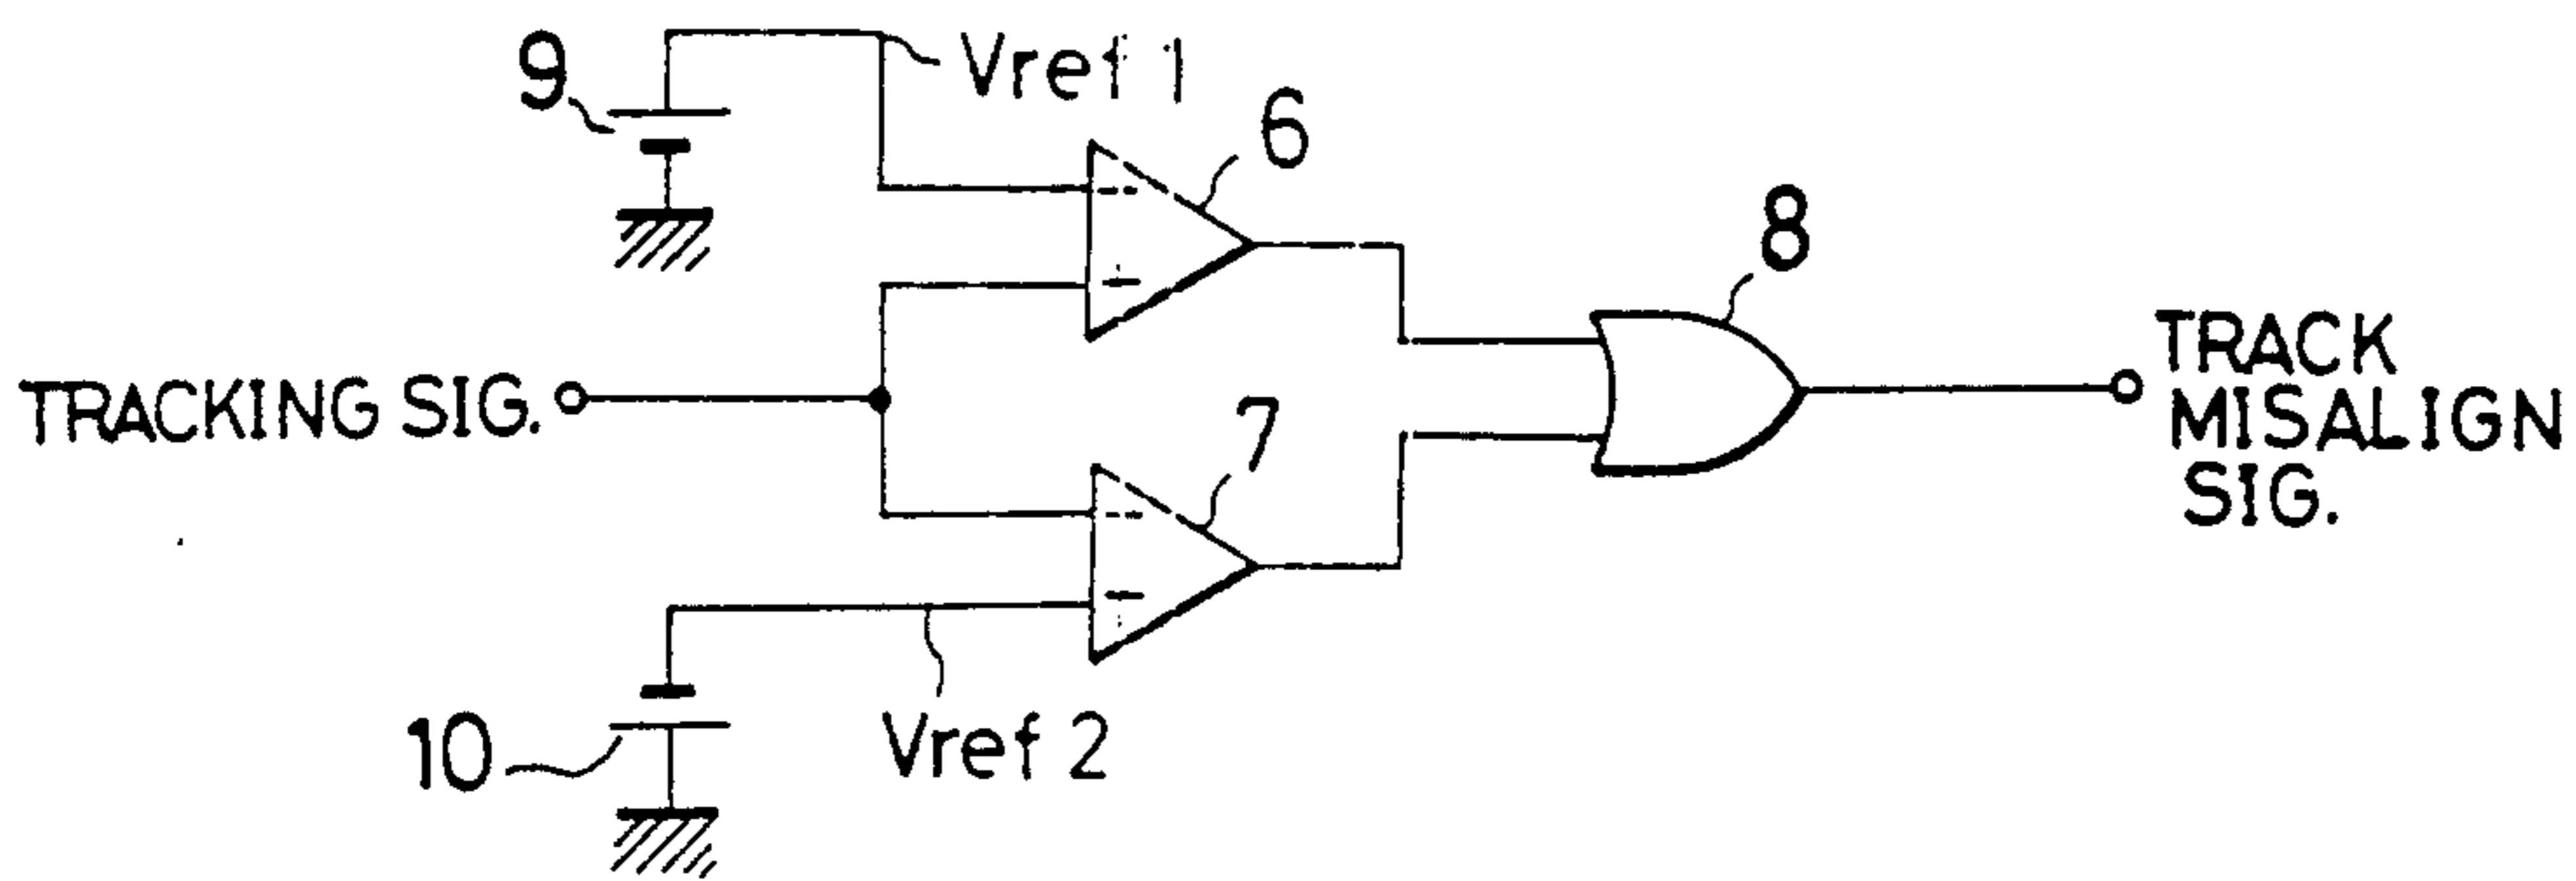 9
Vref 1
6
8
TRACKING SIG.
TRACK
MISALIGN
SIG.
7
10
Vref 2